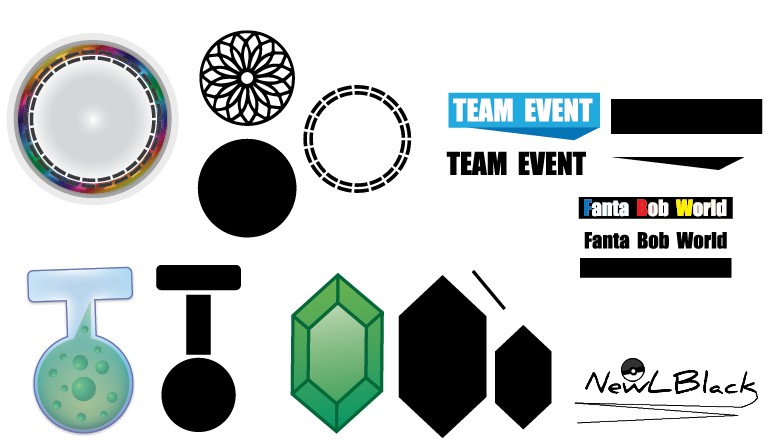 TEAM EVENT
TEAM EVENT
Fanta Bob World
Fanta Bob World
NewLBlack